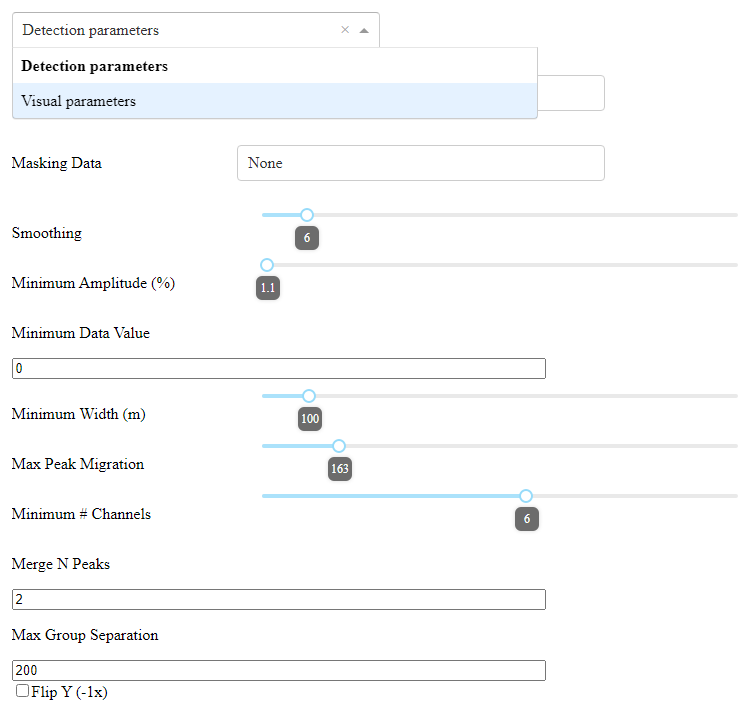 Detection parameters
Detection parameters
Visual parameters
Masking Data None
Smoothing
6
Minimum Amplitude (%)
1.1
Minimum Data Value
0
Minimum Width (m)
100
Max Peak Migration
163
Minimum # Channels
6
Merge N Peaks
2
Max Group Separation
200
Flip Y (-1x)